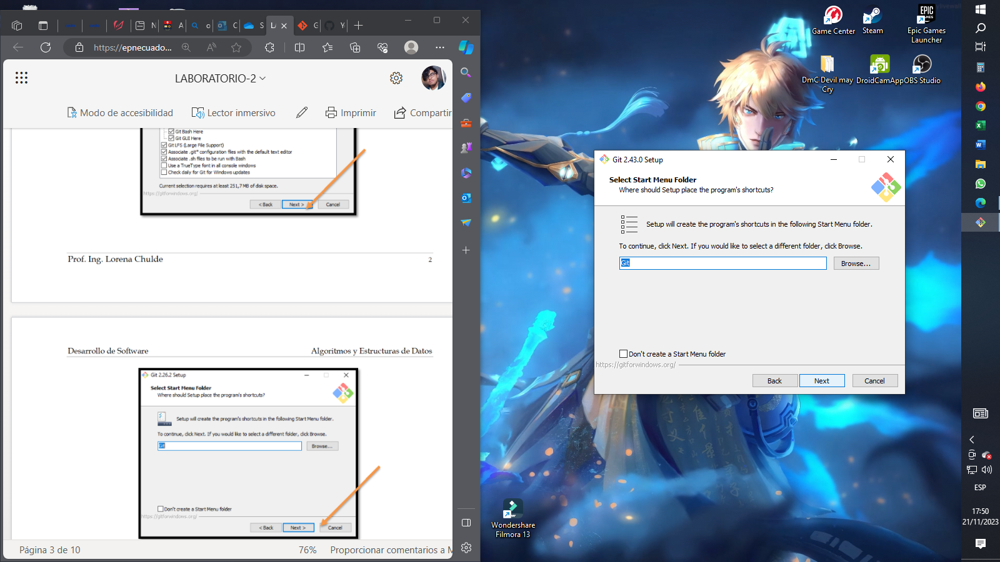 https://epnecuado...
LABORATORIO-2
Modo de accesibilidad
Lector inmersivo
Imprimir
Compartir
Git Bash Here
Git GUI Here
Git LFS (Large File Support)
Associate .git* configuration files with the default text editor
Associate .sh files to be run with Bash
Use a TrueType font in all console windows
Check daily for Git for Windows updates
Current selection requires at least 251,7 MB of disk space.
https://gitforwindows.org/
< Back
Next >
Cancel
Prof. Ing. Lorena Chulde
2
Desarrollo de Software
Algoritmos y Estructuras de Datos
Git 2.26.2 Setup
Select Start Menu Folder
Where should Setup place the program's shortcuts?
Setup will create the program's shortcuts in the following Start Menu folder.
To continue, click Next. If you would like to select a different folder, click Browse.
Git
Browse...
Don't create a Start Menu folder
https://gitforwindows.org/
< Back
Next >
Cancel
Página 3 de 10
76%
Proporcionar comentarios a M
Game Center
Steam
EPIC GAMES
Epic Games Launcher
DmC Devil may Cry
DroidCamApp
OBS Studio
Git 2.43.0 Setup
Select Start Menu Folder
Where should Setup place the program's shortcuts?
Setup will create the program's shortcuts in the following Start Menu folder.
To continue, click Next. If you would like to select a different folder, click Browse.
Git
Browse...
Don't create a Start Menu folder
https://gitforwindows.org/
Back
Next
Cancel
Wondershare Filmora 13
ESP
17:50
21/11/2023